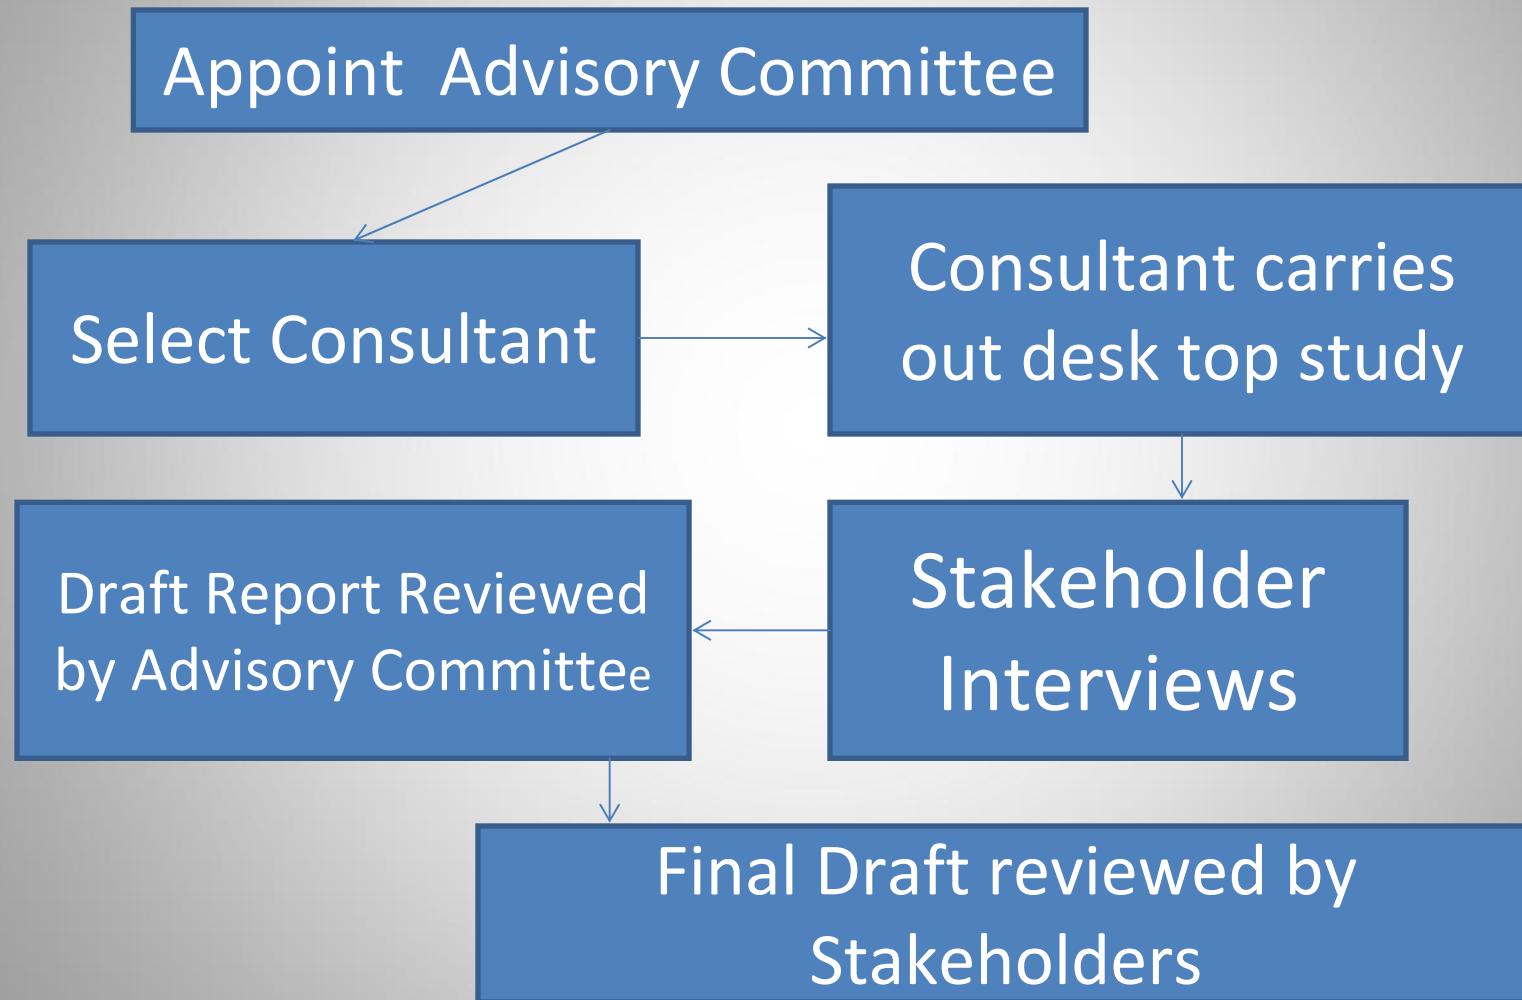 Appoint  Advisory Committee
Select Consultant
Consultant carries
out desk top study
Stakeholder
Interviews
Draft Report Reviewed
by Advisory Committee
Final Draft reviewed by
Stakeholders